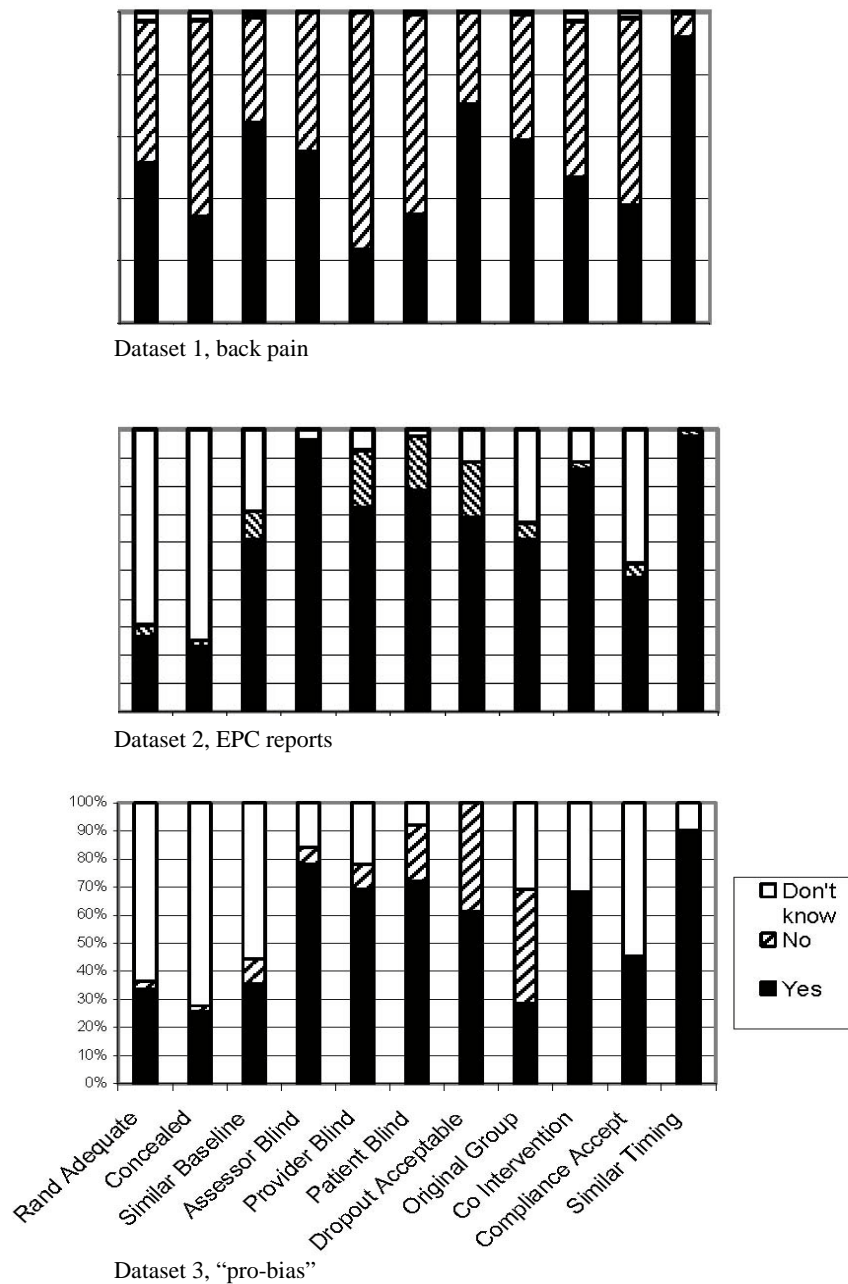 Dataset 1, back pain
Dataset 2, EPC reports
100%
90%
80%
70%
60%
50%
40%
30%
20%
10%
0%
Don't
know
No
Yes
Rand Adequate
Concealed
Similar Baseline
Assessor Blind
Provider Blind
Patient Blind
Dropout Acceptable
Original Group
Co Intervention
Compliance Accept
Similar Timing
Dataset 3, “pro-bias”